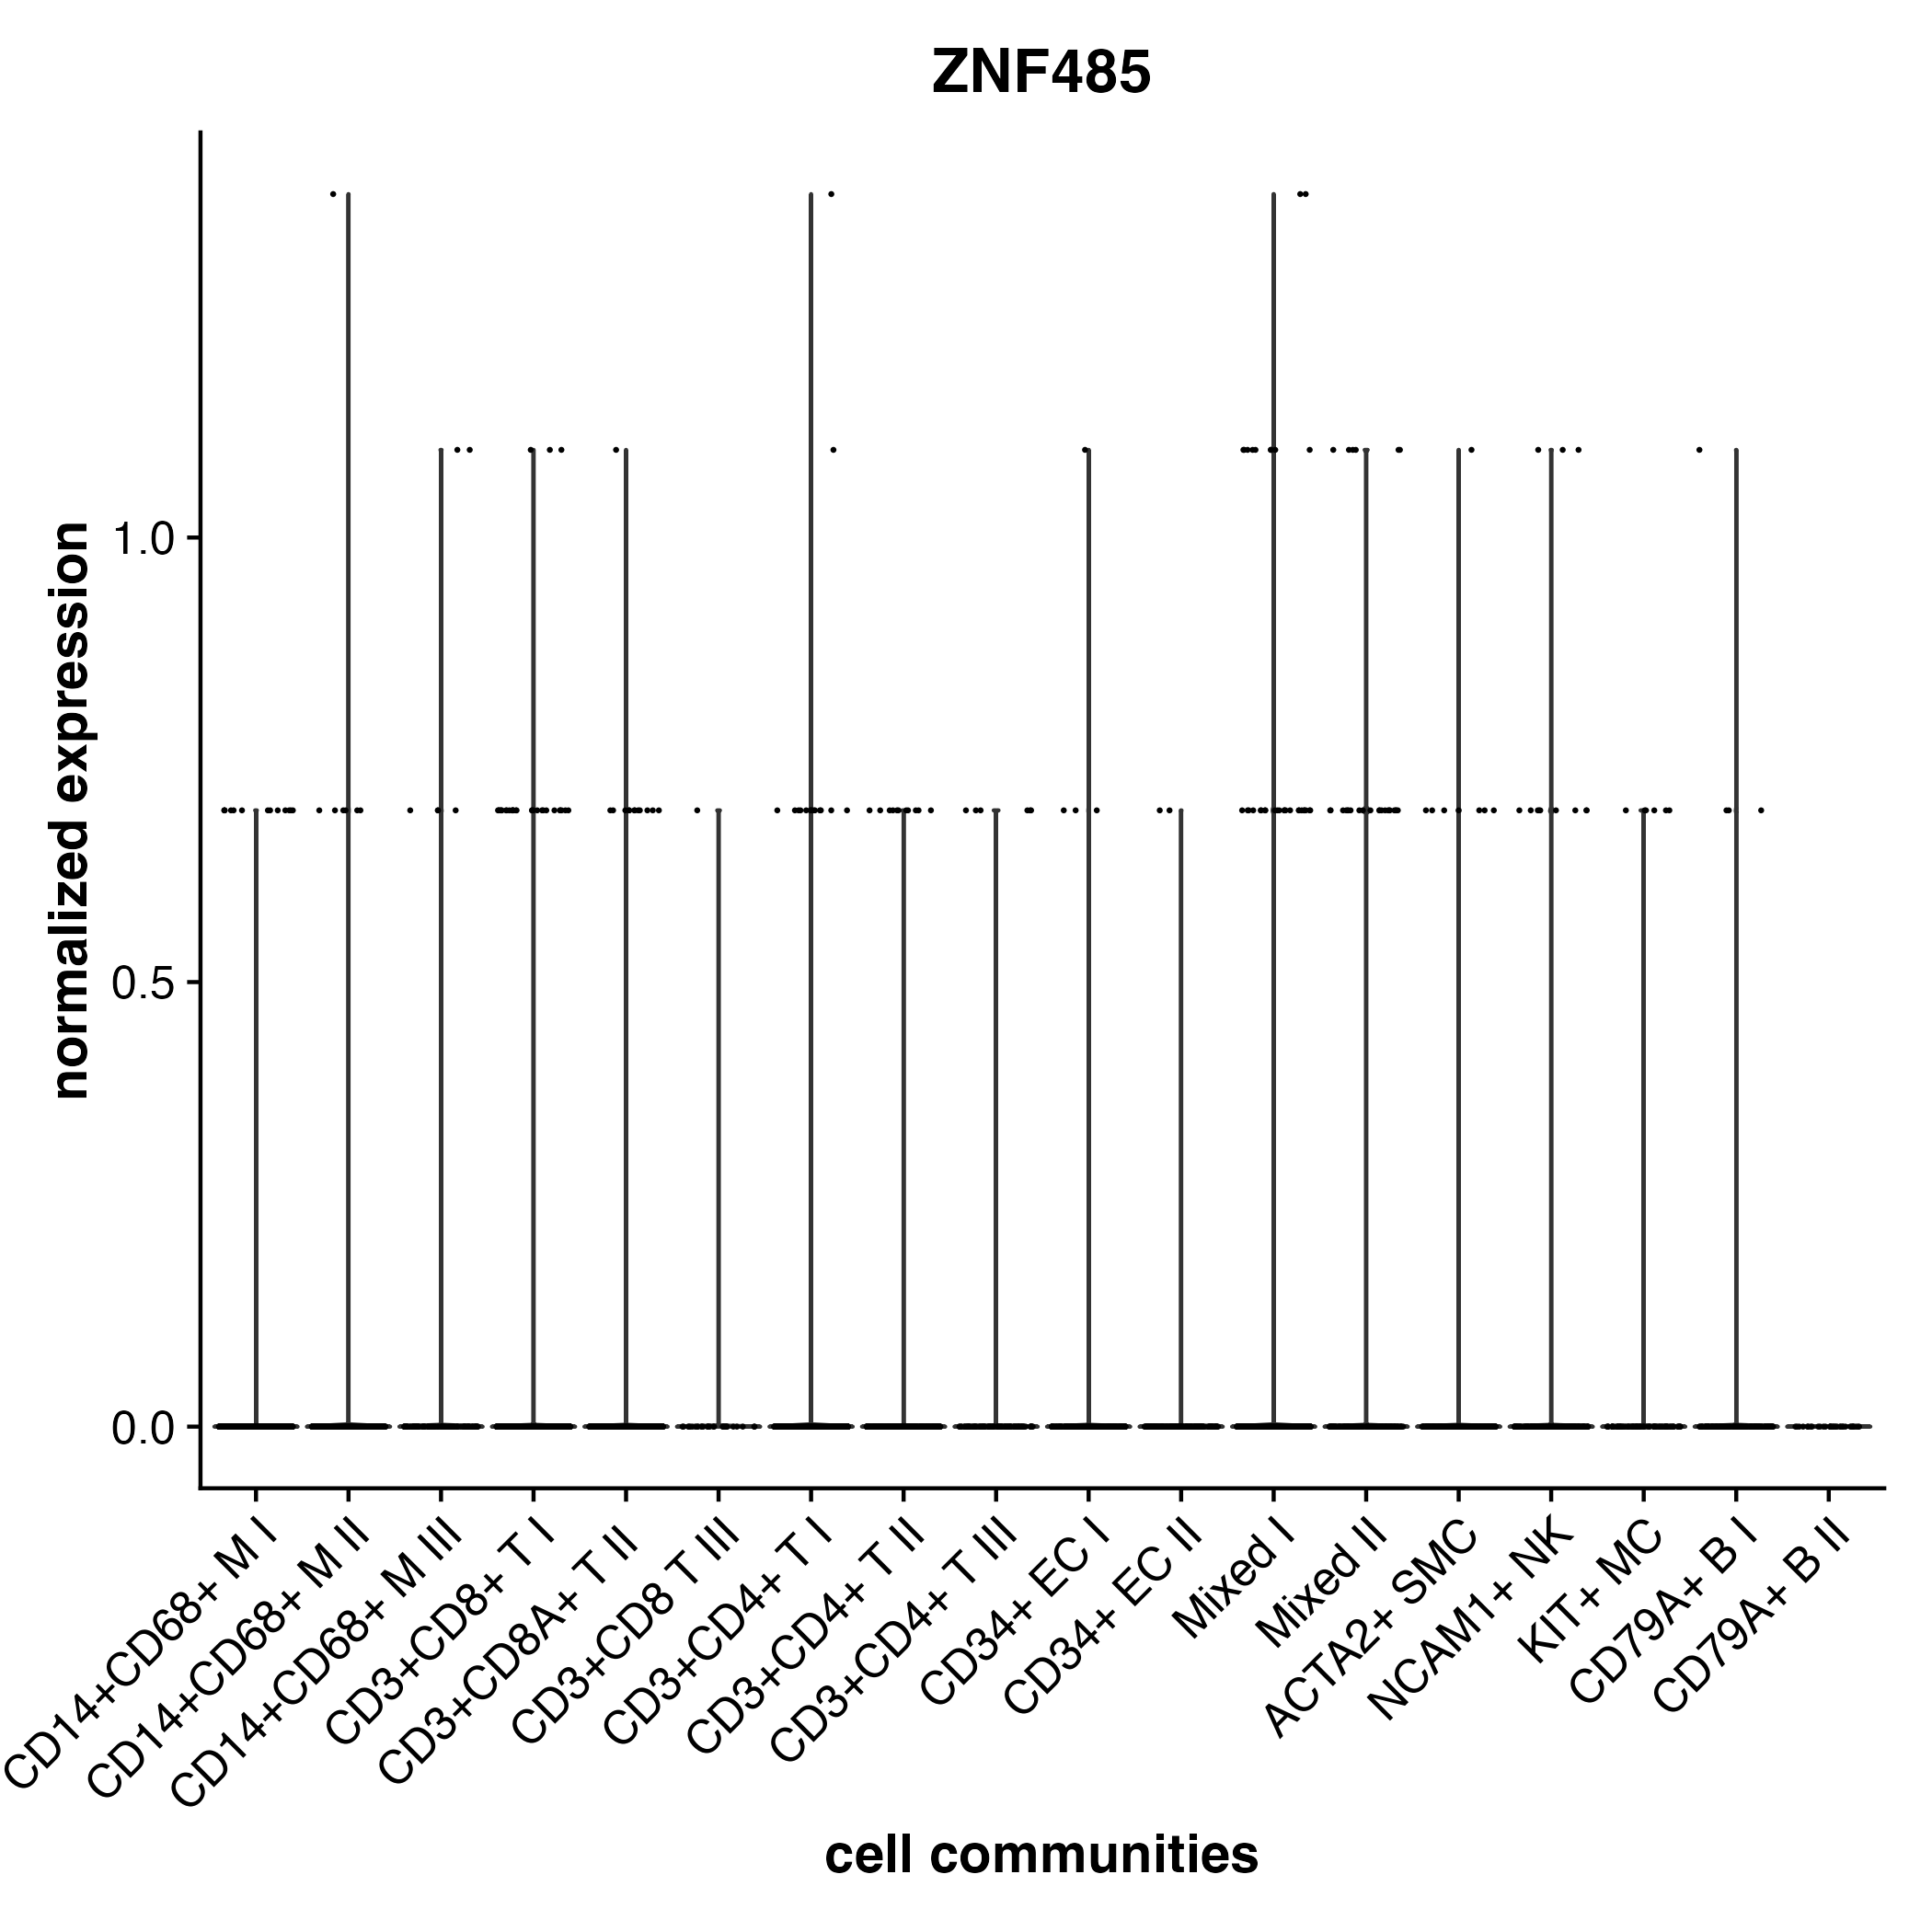 ZNF485
normalized expression
1.0
0.5
0.0
CD14+CD68+ M I
CD14+CD68+ M II
CD14+CD68+ M III
CD3+CD8+ T I
CD3+CD8A+ T II
CD3+CD8 T III
CD3+CD4+ T I
CD3+CD4+ T II
CD3+CD4+ T III
CD34+ EC I
CD34+ EC II
Mixed I
Mixed II
ACTA2+ SMC
NCAM1+ NK
KIT+ MC
CD79A+ B I
CD79A+ B II
cell communities